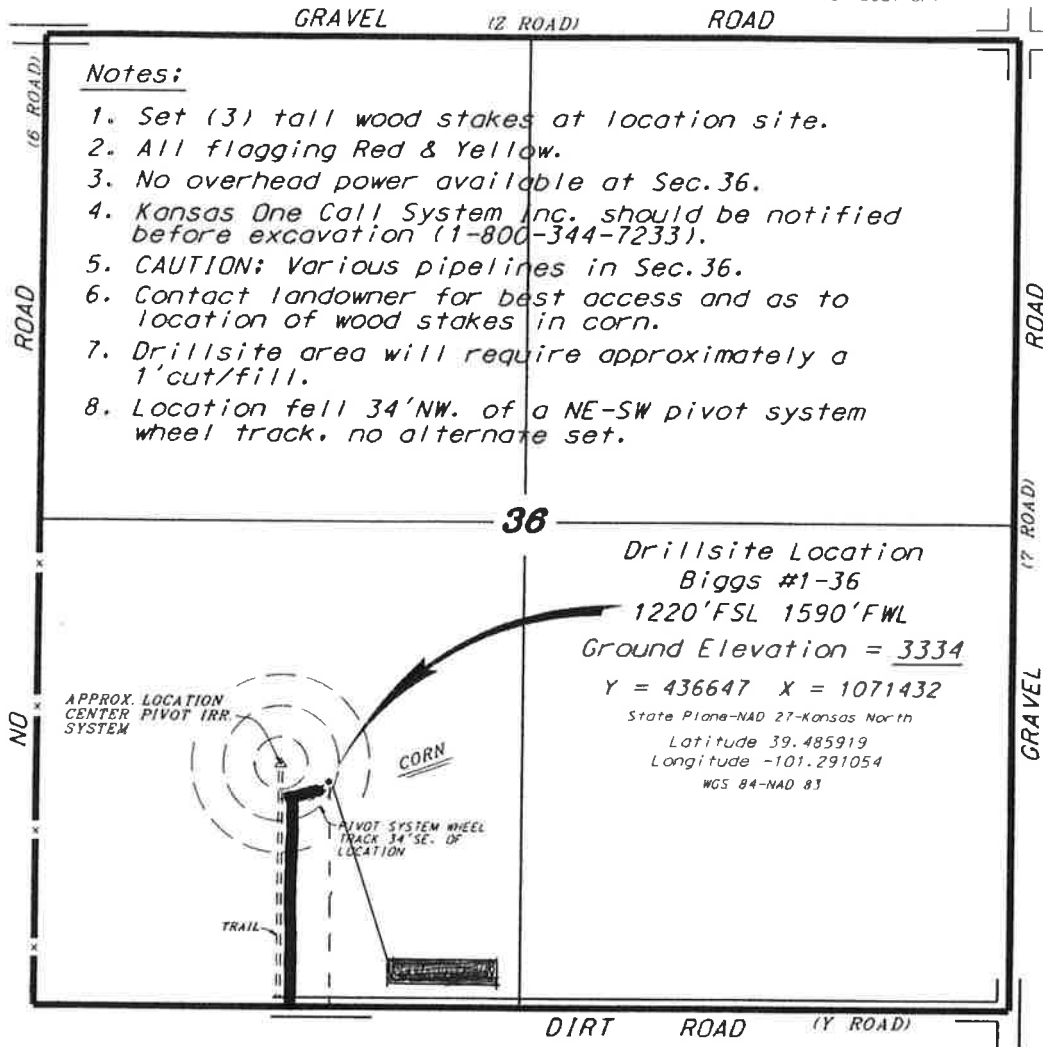 GRAVEL (Z ROAD) ROAD
(6 ROAD)
ROAD
NO
Notes:
1. Set (3) tall wood stakes at location site.
2. All flagging Red & Yellow.
3. No overhead power available at Sec.36.
4. Kansas One Call System Inc. should be notified
before excavation (1-800-344-7233).
5. CAUTION: Various pipelines in Sec.36.
6. Contact landowner for best access and as to
location of wood stakes in corn.
7. Drillsite area will require approximately a
1'cut/fill.
8. Location fell 34'NW. of a NE-SW pivot system
wheel track. no alternate set.
36
ROAD
(7 ROAD)
GRAVEL
Drillsite Location
Biggs #1-36
1220'FSL 1590'FWL
Ground Elevation = 3334
Y = 436647 X = 1071432
State Plane-NAD 27-Kansas North
Latitude 39.485919
Longitude -101.291054
WGS 84-NAD 83
APPROX. LOCATION
CENTER PIVOT IRR.
SYSTEM
CORN
PIVOT SYSTEM WHEEL
TRACK 34'SE. OF
LOCATION
TRAIL
DIRT ROAD (Y ROAD)